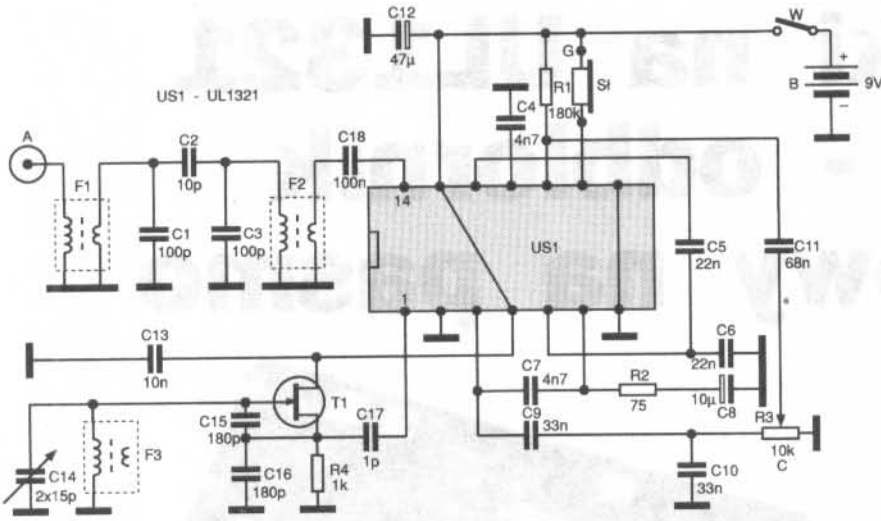 C12
47µ
W
G
B
+
−
9V
US1 - UL1321
R1
180k
Sł
C4
4n7
A
C2
10p
C18
100n
F1
F2
14
US1
C1
100p
C3
100p
C5
22n
C11
68n
1
C13
10n
C6
22n
C7
4n7
R2
75
10µ
C8
T1
C15
180p
C17
1p
C9
33n
R3
10k
C
F3
C14
2x15p
C16
180p
R4
1k
C10
33n